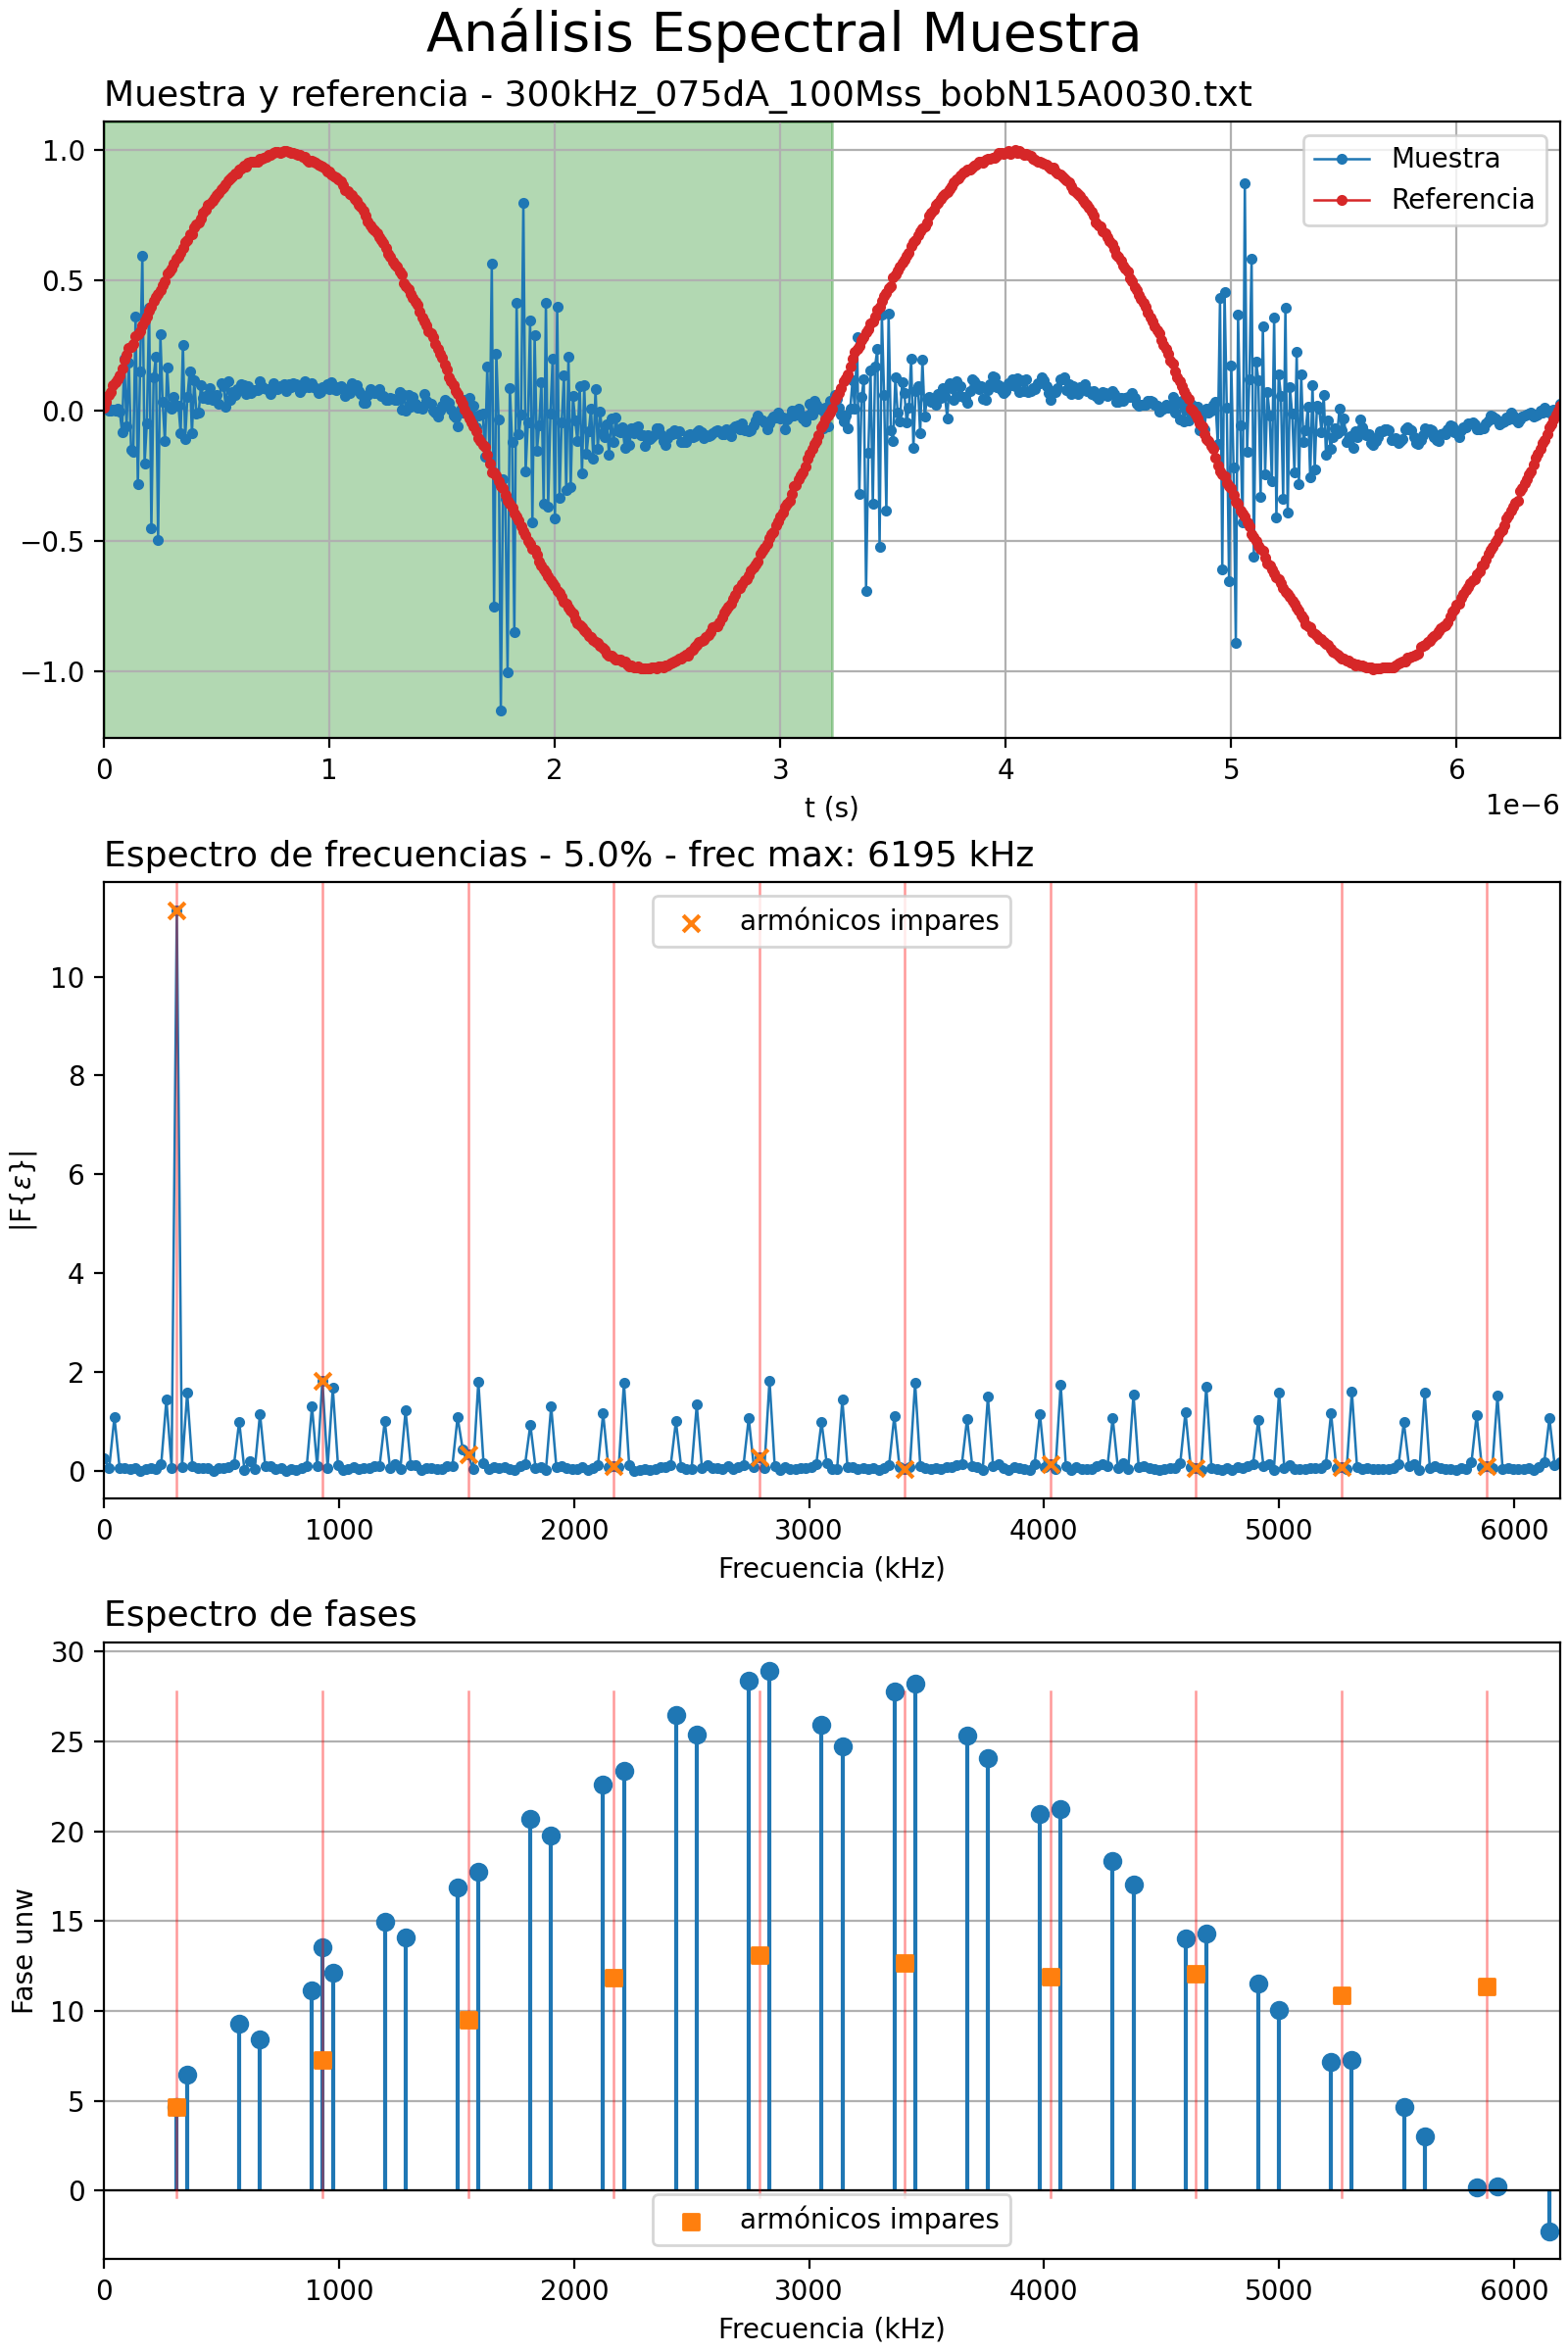 Análisis Espectral Muestra
Muestra y referencia - 300kHz_075dA_100Mss_bobN15A0030.txt
1.0
0.5
0.0
−0.5
−1.0
Muestra
Referencia
0 1 2 3 4 5 6
1e−6
t (s)
Espectro de frecuencias - 5.0% - frec max: 6195 kHz
armónicos impares
10
8
6
4
2
0
|F{ε}|
0 1000 2000 3000 4000 5000 6000
Frecuencia (kHz)
Espectro de fases
30
25
20
15
10
5
0
Fase unw
armónicos impares
0 1000 2000 3000 4000 5000 6000
Frecuencia (kHz)